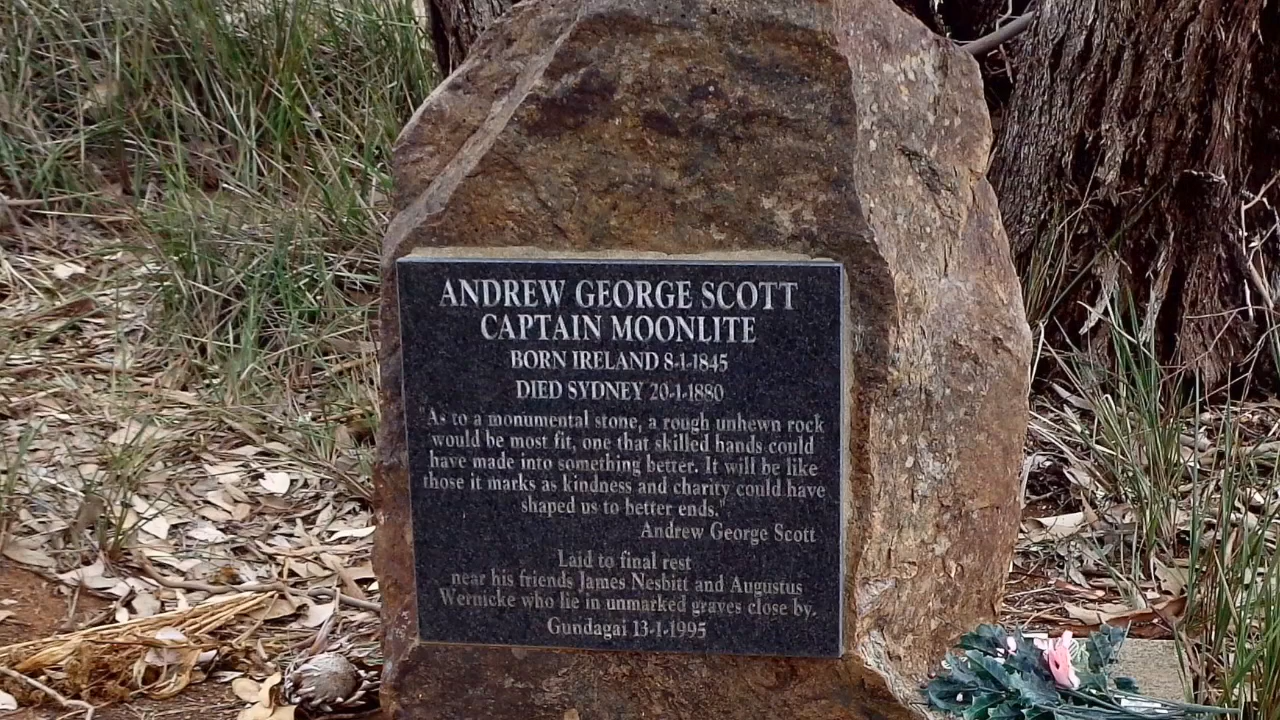 ANDREW GEORGE SCOTT
CAPTAIN MOONLITE
BORN IRELAND 8-1-1845
DIED SYDNEY 20-1-1880
"As to a monumental stone, a rough unhewn rock
would be most fit, one that skilled hands could
have made into something better. It will be like
those it marks as kindness and charity could have
shaped us to better ends."
Andrew George Scott
Laid to final rest
near his friends James Nesbitt and Augustus
Wernicke who lie in unmarked graves close by,
Gundagai 13-1-1995